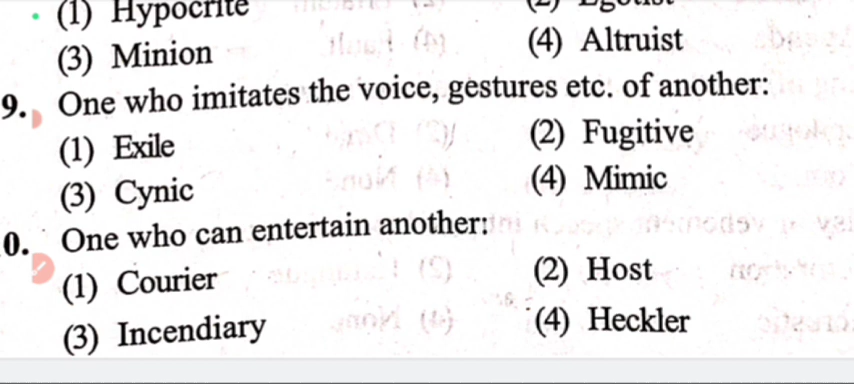 (1) Hypocrite (2) Egotist
(3) Minion (4) Altruist
9. One who imitates the voice, gestures etc. of another:
(1) Exile (2) Fugitive
(3) Cynic (4) Mimic
0. One who can entertain another:
(1) Courier (2) Host
(3) Incendiary (4) Heckler